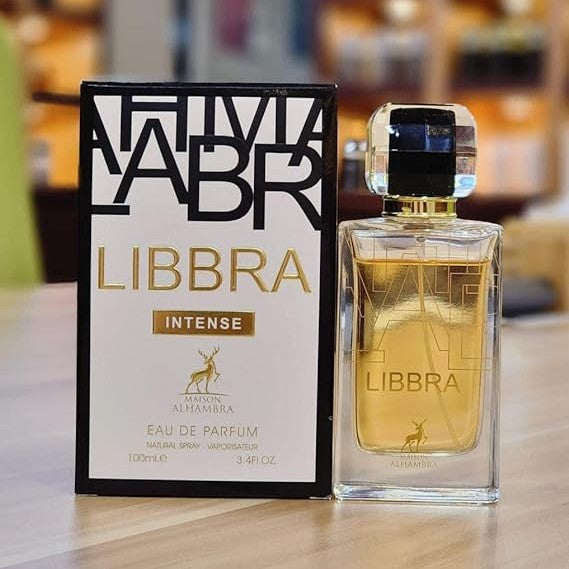 LIBBRA
INTENSE
MAISON
ALHAMBRA
EAU DE PARFUM
NATURAL SPRAY - VAPORISATEUR
100mL℮ 3.4Fl.OZ.
LIBBRA
MAISON
ALHAMBRA